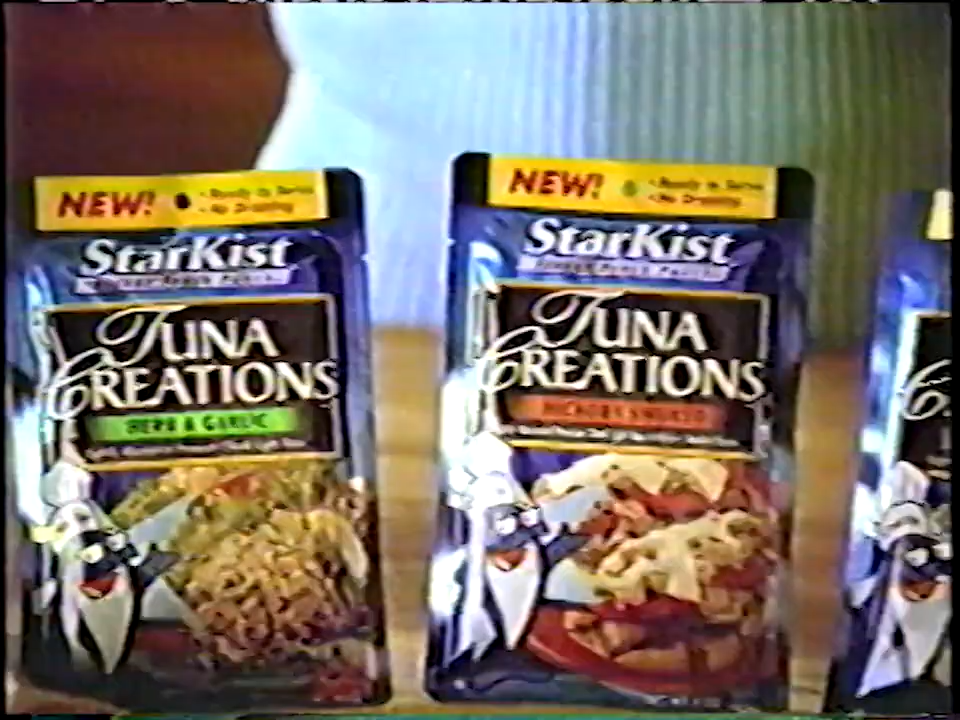 NEW! • Ready to Serve
• No Draining
StarKist
TUNA
CREATIONS
HERB & GARLIC
NEW! • Ready to Serve
• No Draining
StarKist
TUNA
CREATIONS
HICKORY SMOKED
C